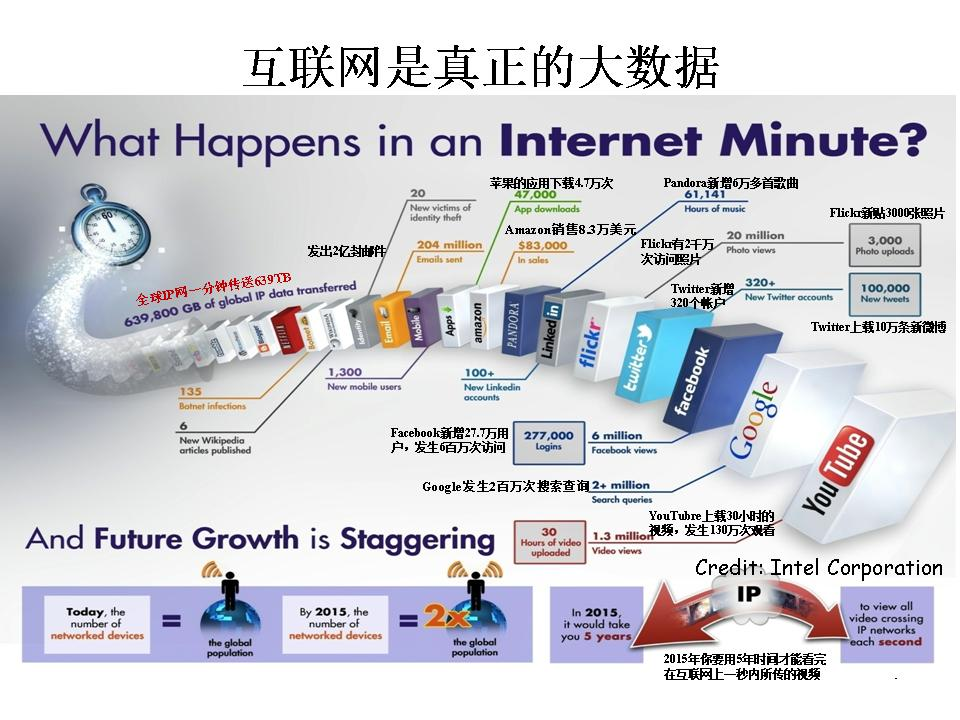 互联网是真正的大数据
What Happens in an Internet Minute?
60"
全球IP网一分钟传送639TB
639,800 GB of global IP data transferred
发出2亿封邮件
20
New victims of
identity theft
204 million
Emails sent
苹果的应用下载4.7万次
47,000
App downloads
Amazon销售8.3万美元
$83,000
In sales
Pandora新增6万多首歌曲
61,141
Hours of music
Flickr有2千万
次访问照片
20 million
Photo views
Flickr新贴3000张照片
3,000
Photo uploads
Twitter新增
320个帐户
320+
New Twitter accounts
100,000
New tweets
Twitter上载10万条新微博
Blogger
NETFLIX
Botnet
Identity
Email
Mobile
Apps
amazon
PANDORA
Linked in
flickr
twitter
facebook
Google
YouTube
135
Botnet infections
6
New Wikipedia
articles published
1,300
New mobile users
100+
New Linkedin
accounts
Facebook新增27.7万用
户，发生6百万次访问
277,000
Logins
6 million
Facebook views
Google发生2百万次搜索查询
2+ million
Search queries
YouTubre上载30小时的
视频，发生130万次观看
30
Hours of video
uploaded
1.3 million
Video views
And Future Growth is Staggering
Credit: Intel Corporation
Today, the
number of
networked devices
=
the global
population
By 2015, the
number of
networked devices
=
2x
the global
population
In 2015,
it would take
you 5 years
IP
to view all
video crossing
IP networks
each second
2015年你要用5年时间才能看完
在互联网上一秒内所传的视频